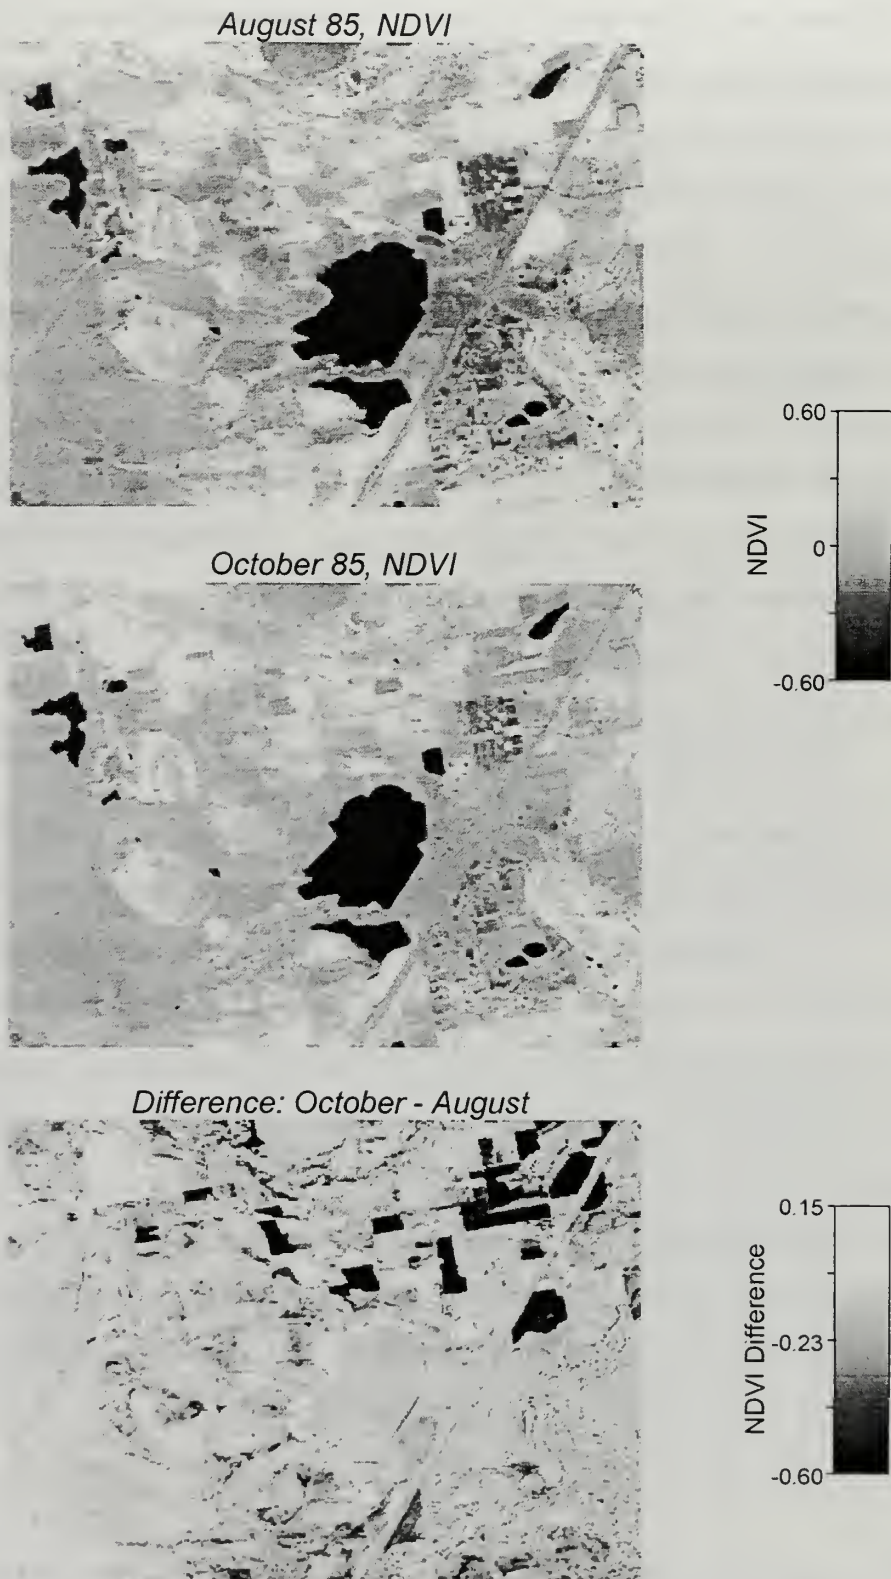 August 85, NDVI
0.60
NDVI
0
-0.60
October 85, NDVI
Difference: October - August
0.15
NDVI Difference
-0.23
-0.60